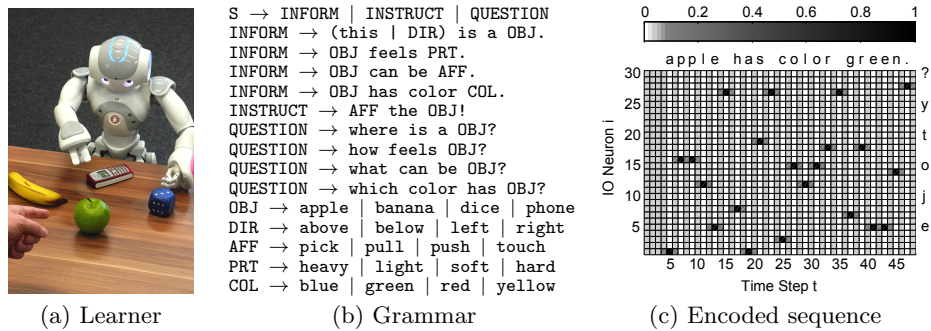 S → INFORM | INSTRUCT | QUESTION
INFORM → (this | DIR) is a OBJ.
INFORM → OBJ feels PRT.
INFORM → OBJ can be AFF.
INFORM → OBJ has color COL.
INSTRUCT → AFF the OBJ!
QUESTION → where is a OBJ?
QUESTION → how feels OBJ?
QUESTION → what can be OBJ?
QUESTION → which color has OBJ?
OBJ → apple | banana | dice | phone
DIR → above | below | left | right
AFF → pick | pull | push | touch
PRT → heavy | light | soft | hard
COL → blue | green | red | yellow
0 0.2 0.4 0.6 0.8 1
apple has color green.
30
25
20
15
10
5
IO Neuron i
?
y
t
o
j
e
5 10 15 20 25 30 35 40 45
Time Step t
(a) Learner
(b) Grammar
(c) Encoded sequence